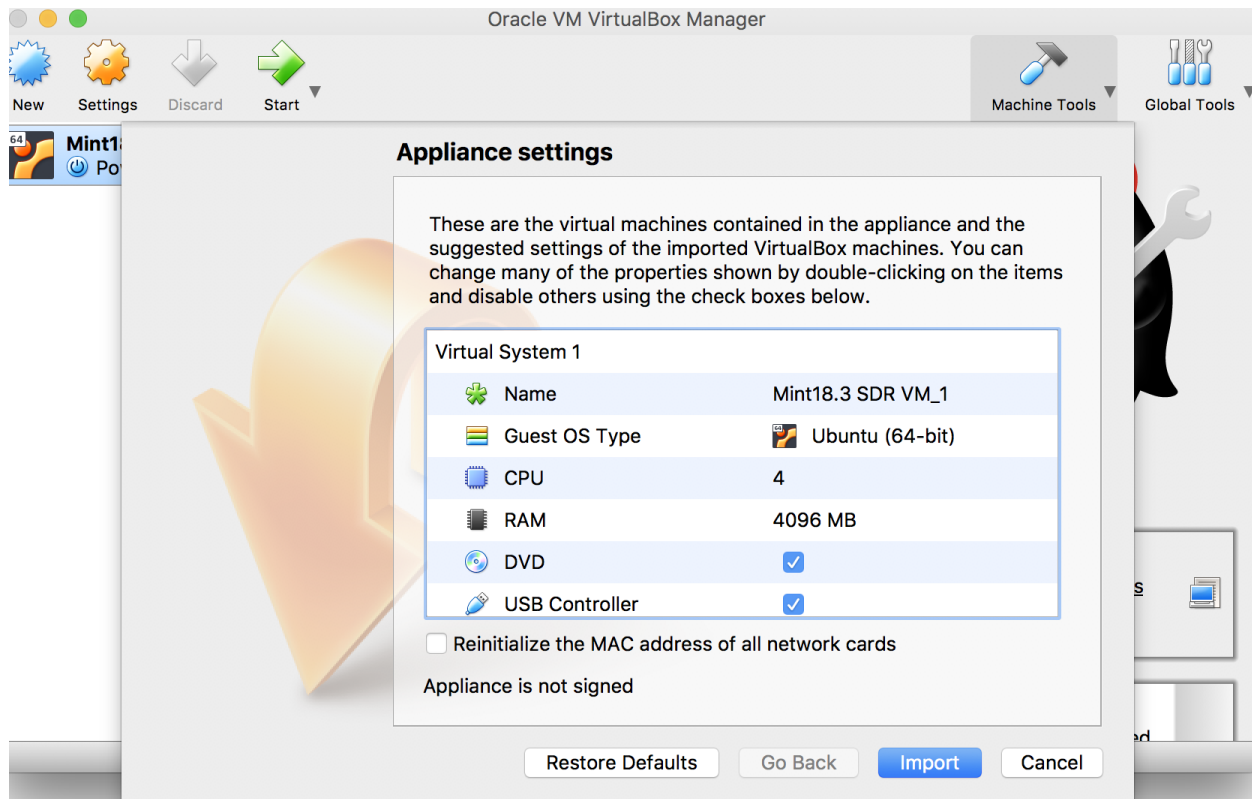 Oracle VM VirtualBox Manager
New Settings Discard Start Machine Tools Global Tools
64
Mint18
Po
Appliance settings
These are the virtual machines contained in the appliance and the
suggested settings of the imported VirtualBox machines. You can
change many of the properties shown by double-clicking on the items
and disable others using the check boxes below.
Virtual System 1
Name Mint18.3 SDR VM_1
Guest OS Type 64 Ubuntu (64-bit)
CPU 4
RAM 4096 MB
DVD
USB Controller
s
Reinitialize the MAC address of all network cards
Appliance is not signed
ed
Restore Defaults Go Back Import Cancel